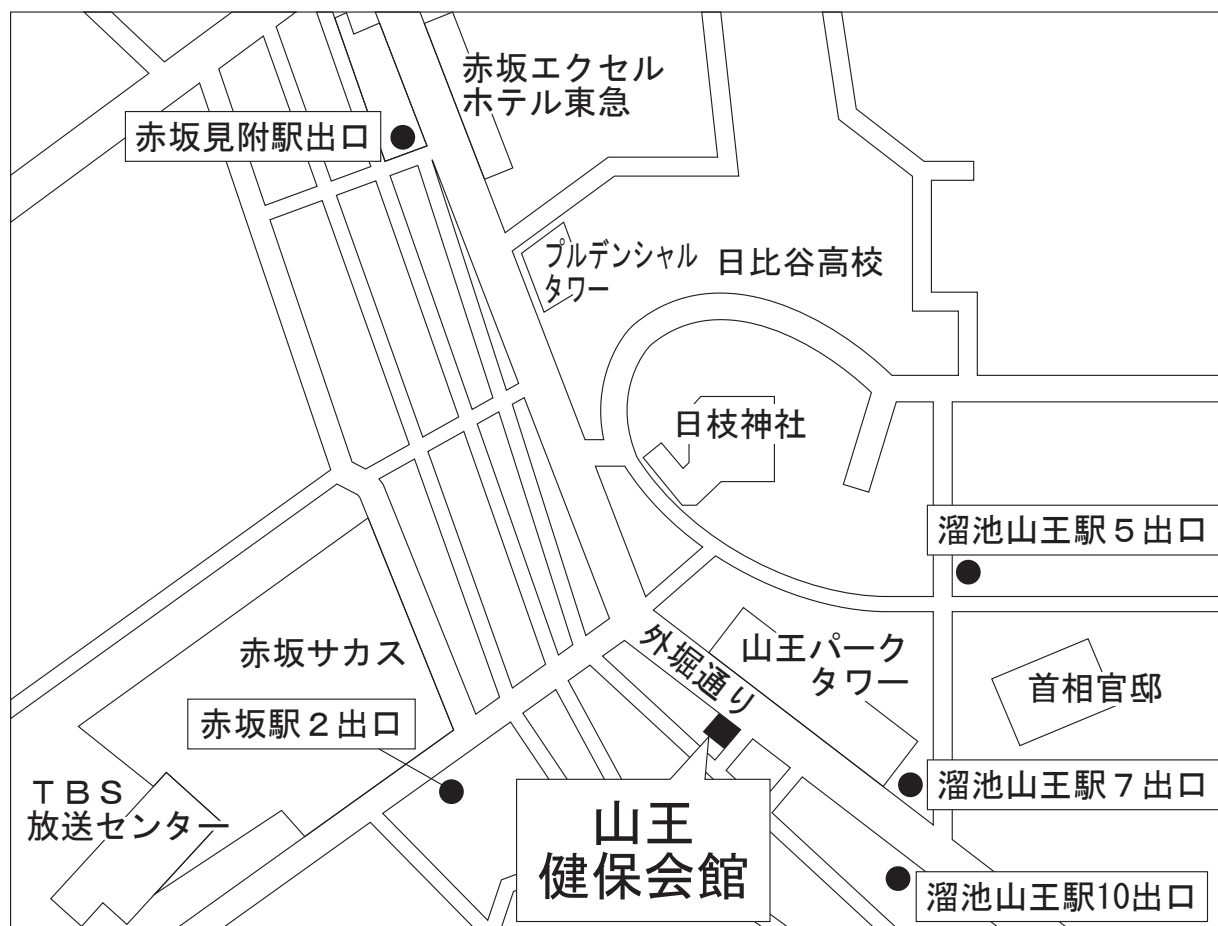 赤坂エクセル
ホテル東急
赤坂見附駅出口
プルデンシャル
タワー
日比谷高校
日枝神社
溜池山王駅５出口
外堀通り
山王パーク
タワー
赤坂サカス
首相官邸
赤坂駅２出口
ＴＢＳ
放送センター
溜池山王駅７出口
山王
健保会館
溜池山王駅10出口